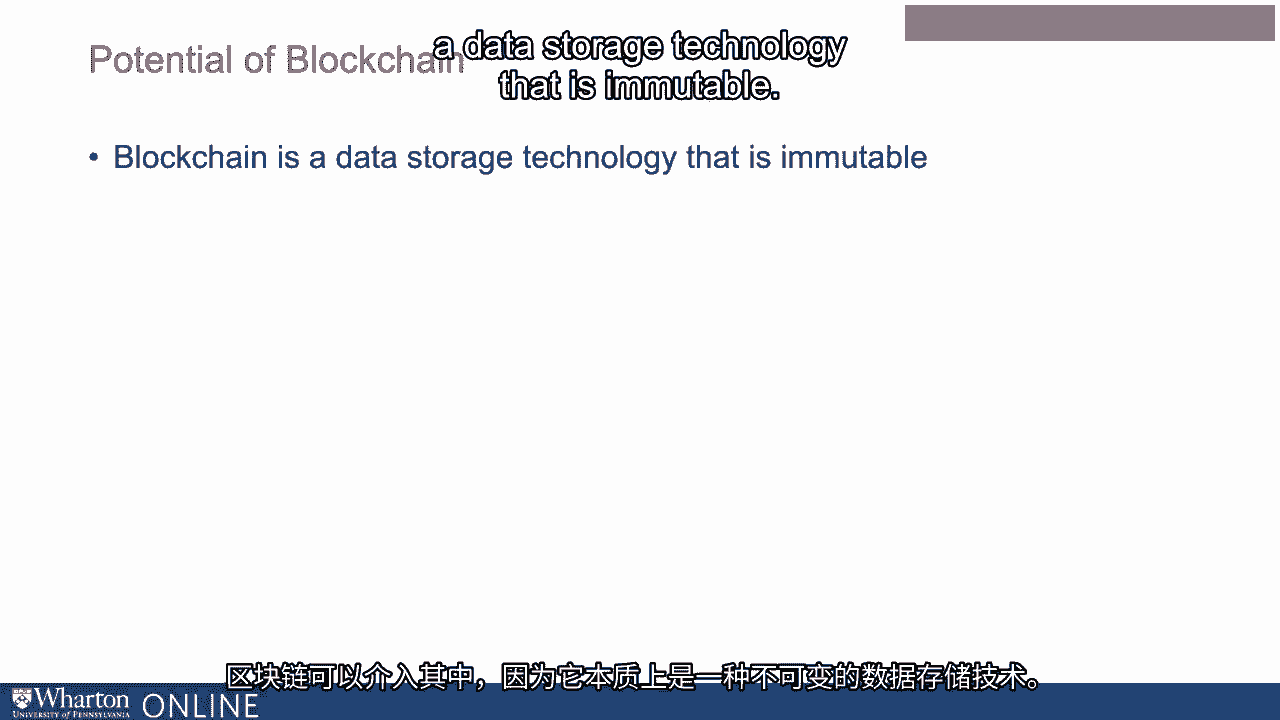 Potential of Blockchain
a data storage technology
that is immutable.
• Blockchain is a data storage technology that is immutable
区块链可以介入其中，因为它本质上是一种不可变的数据存储技术。
Wharton
UNIVERSITY of PENNSYLVANIA
ONLINE